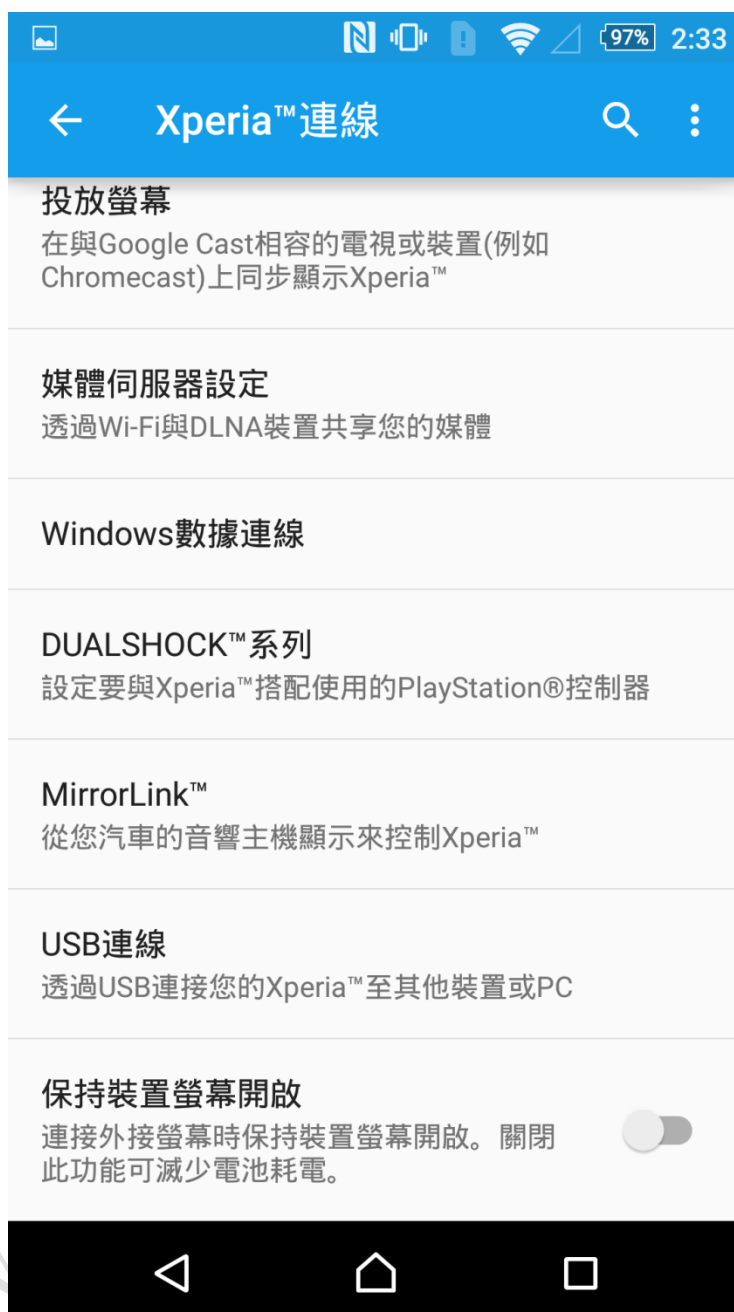 97% 2:33
Xperia™連線
投放螢幕
在與Google Cast相容的電視或裝置(例如
Chromecast)上同步顯示Xperia™
媒體伺服器設定
透過Wi-Fi與DLNA裝置共享您的媒體
Windows數據連線
DUALSHOCK™系列
設定要與Xperia™搭配使用的PlayStation®控制器
MirrorLink™
從您汽車的音響主機顯示來控制Xperia™
USB連線
透過USB連接您的Xperia™至其他裝置或PC
保持裝置螢幕開啟
連接外接螢幕時保持裝置螢幕開啟。關閉
此功能可減少電池耗電。